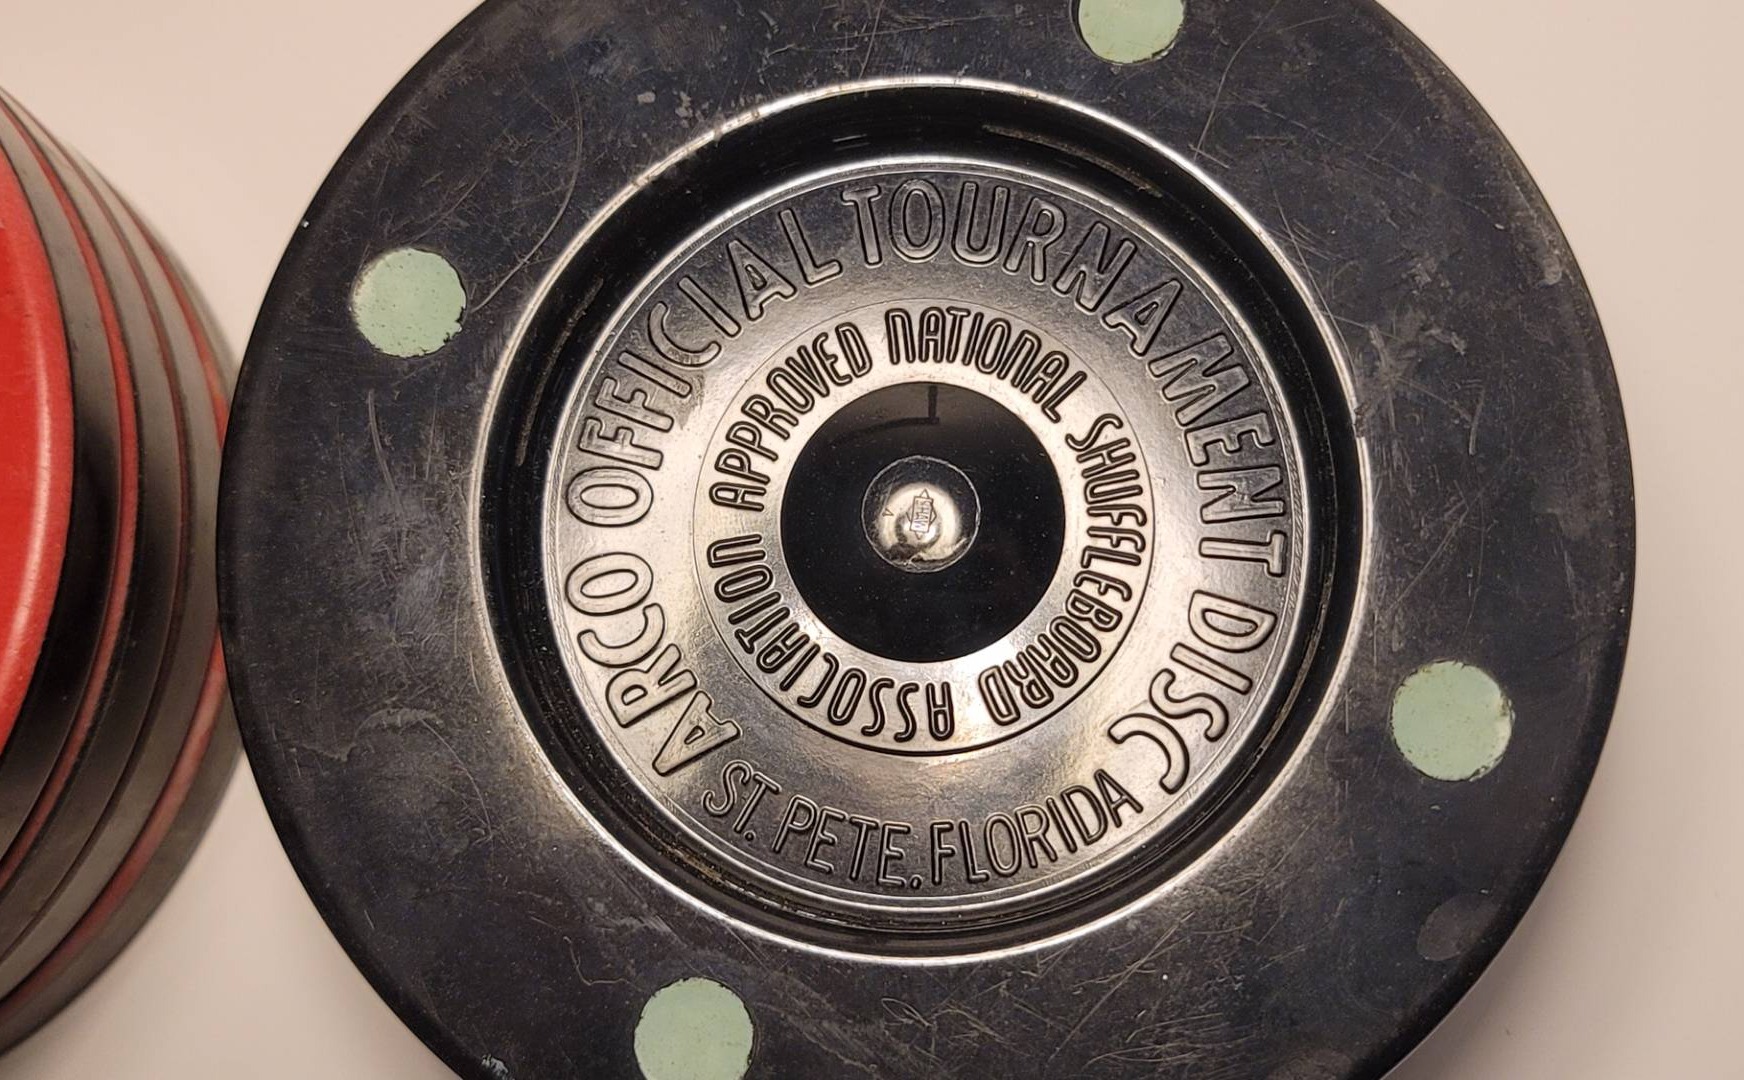 ARCO OFFICIAL TOURNAMENT DISC
ST. PETE, FLORIDA
APPROVED NATIONAL SHUFFLEBOARD ASSOCIATION